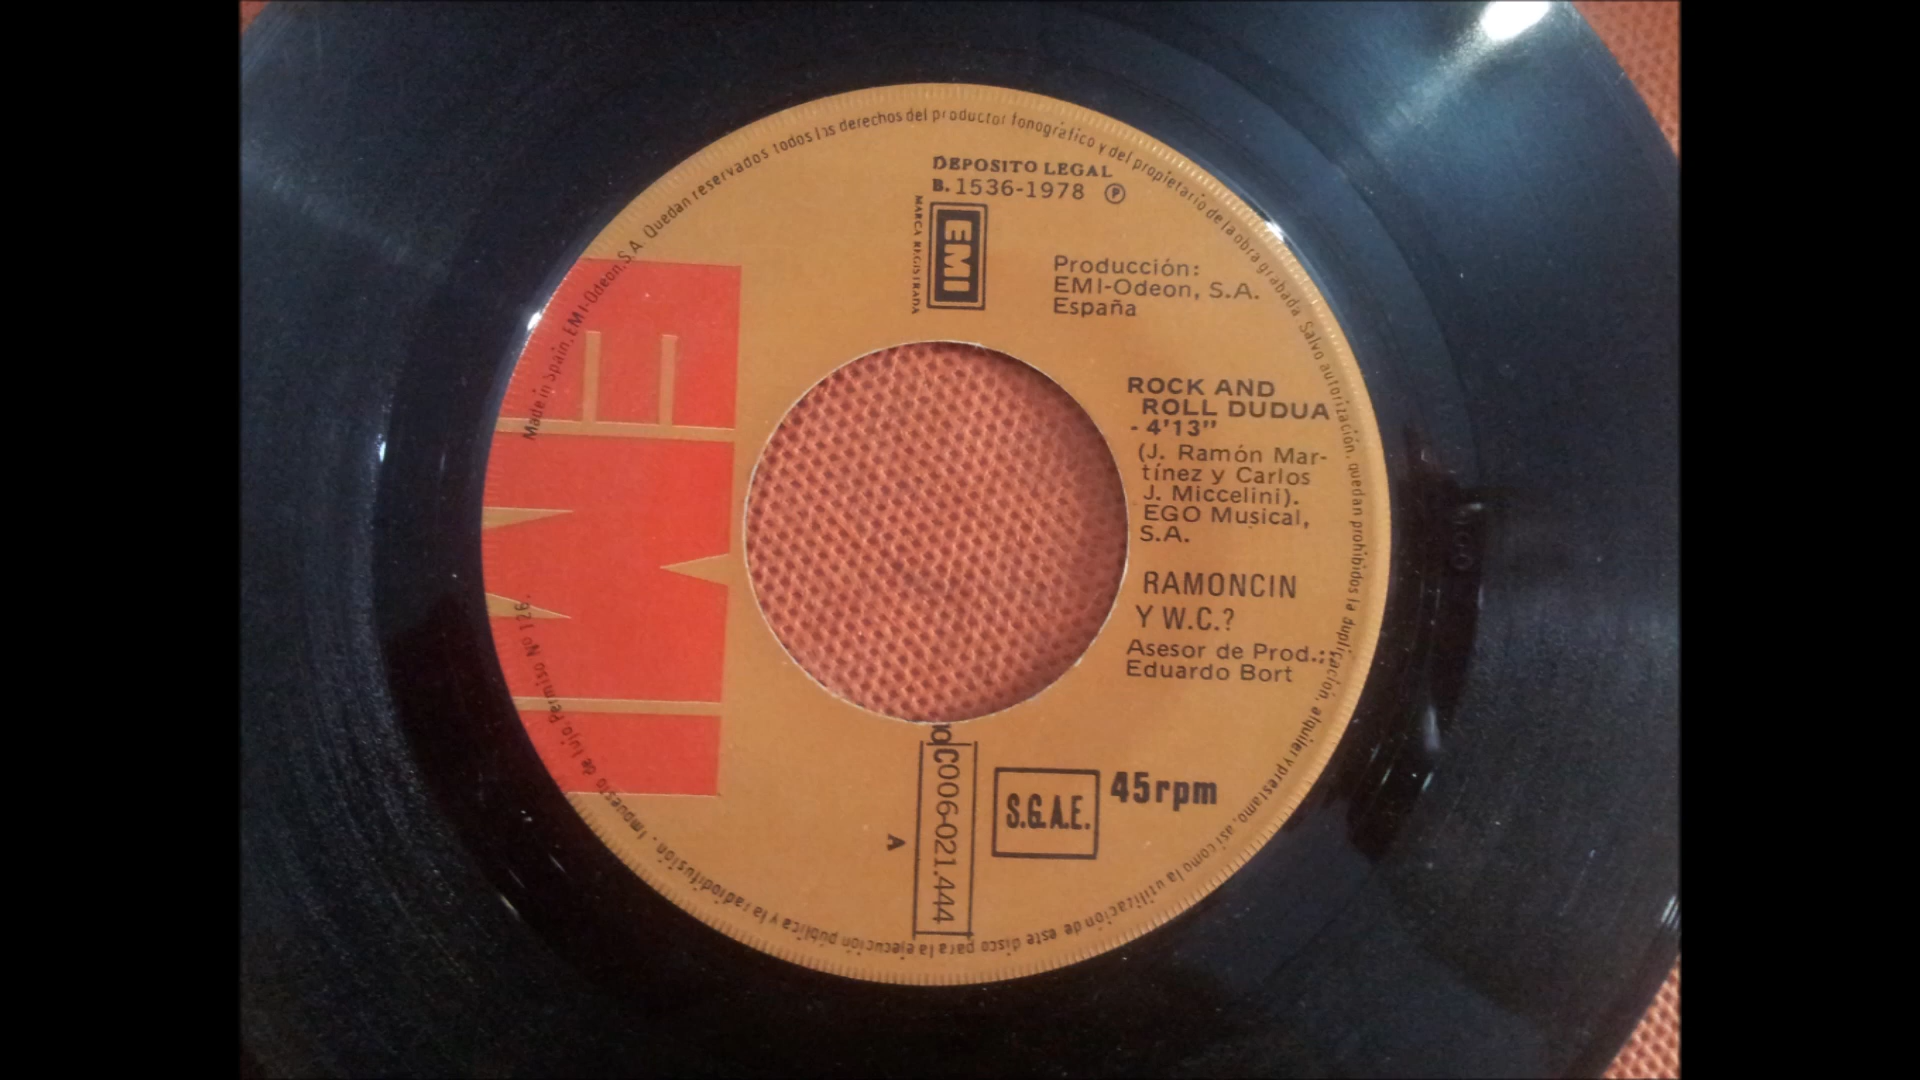 Made in Spain, EMI-Odeon, S.A. Quedan reservados todos los derechos del productor fonográfico y del propietario de la obra grabada. Salvo autorización, quedan prohibidos la duplicación, alquiler y prestamo, así como la utilización de este disco para la ejecución pública y la radiodifusión. Impuesto de lujo, Permiso Nº 126.
DEPOSITO LEGAL
B. 1536-1978 Ⓟ
MARCA REGISTRADA
EMI
Producción:
EMI-Odeon, S.A.
España
EMI
ROCK AND
ROLL DUDUA
- 4'13"
(J. Ramón Mar-
tínez y Carlos
J. Miccelini).
EGO Musical,
S.A.
RAMONCIN
Y W.C.?
Asesor de Prod.:
Eduardo Bort
C006-021.444
A
S.G.A.E.
45rpm